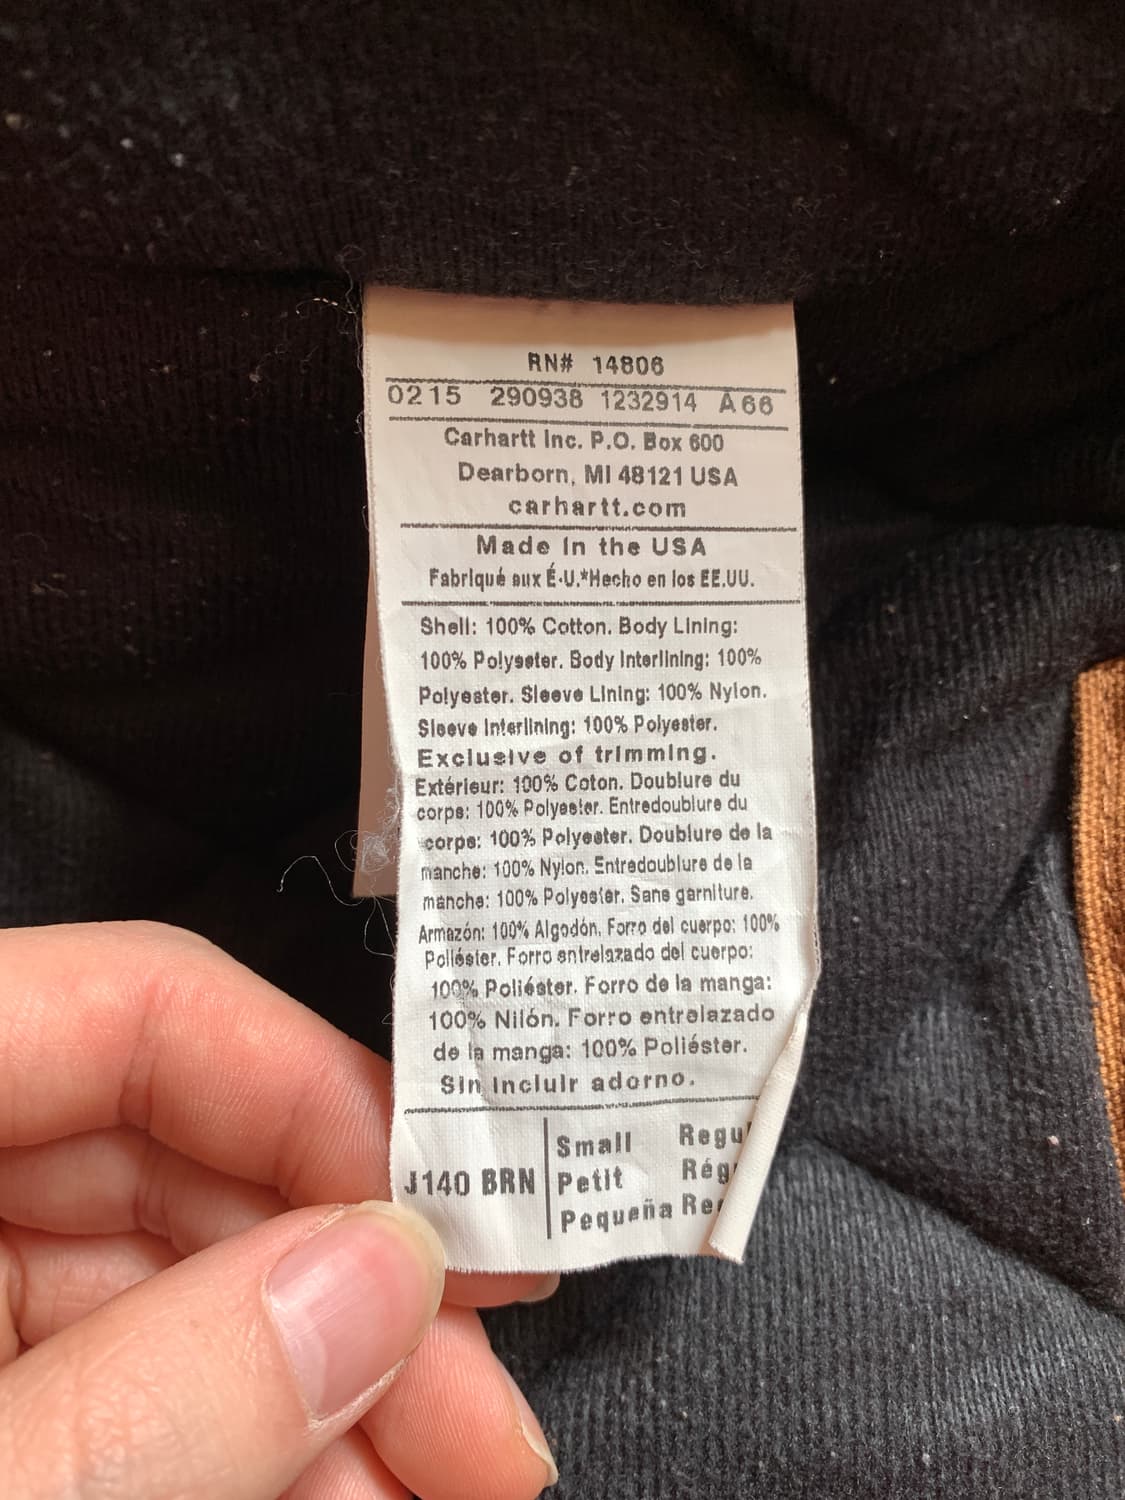 RN# 14806
0215 290938 1232914 A66
Carhartt Inc. P.O. Box 600
Dearborn, MI 48121 USA
carhartt.com
Made in the USA
Fabriqué aux É-U.*Hecho en los EE.UU.
Shell: 100% Cotton. Body Lining:
100% Polyester. Body Interlining: 100%
Polyester. Sleeve Lining: 100% Nylon.
Sleeve Interlining: 100% Polyester.
Exclusive of trimming.
Extérieur: 100% Coton. Doublure du
corps: 100% Polyester. Entredoublure du
corps: 100% Polyester. Doublure de la
manche: 100% Nylon. Entredoublure de la
manche: 100% Polyester. Sans garniture.
Armazón: 100% Algodón. Forro del cuerpo: 100%
Poliéster. Forro entrelazado del cuerpo:
100% Poliéster. Forro de la manga:
100% Nilón. Forro entrelazado
de la manga: 100% Poliéster.
Sin incluir adorno.
J140 BRN
Small Regu
Petit Rég
Pequeña Re